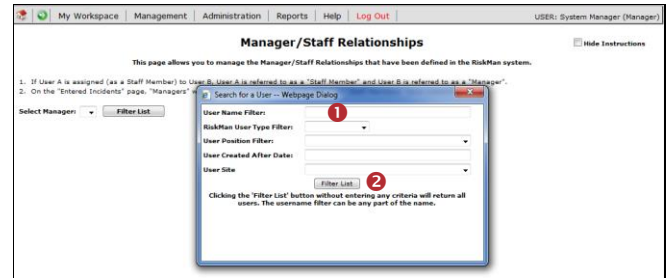 My Workspace | Management | Administration | Reports | Help | Log Out | USER: System Manager (Manager)
Manager/Staff Relationships
Hide Instructions
This page allows you to manage the Manager/Staff Relationships that have been defined in the RiskMan system.
1. If User A is assigned (as a Staff Member) to User B, User A is referred to as a "Staff Member" and User B is referred to as a "Manager".
2. On the "Entered Incidents" page, "Managers"
Select Manager: Filter List
Search for a User -- Webpage Dialog
User Name Filter: 1
RiskMan User Type Filter:
User Position Filter:
User Created After Date:
User Site
Filter List 2
Clicking the 'Filter List' button without entering any criteria will return all
users. The username filter can be any part of the name.